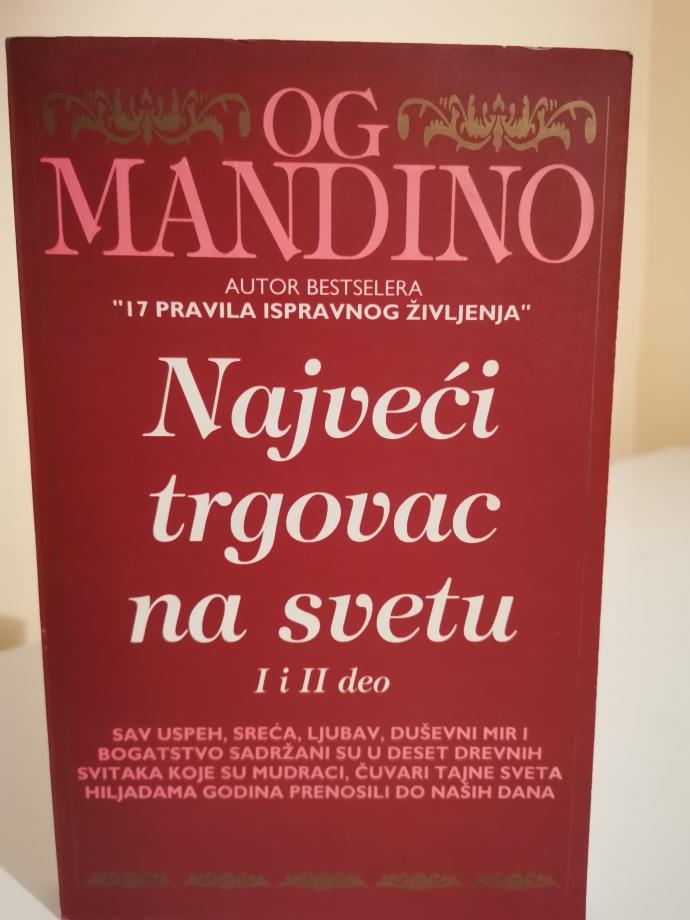 OG
MANDINO
AUTOR BESTSELERA
"17 PRAVILA ISPRAVNOG ŽIVLJENJA"
Najveći
trgovac
na svetu
I i II deo
SAV USPEH, SREĆA, LJUBAV, DUŠEVNI MIR I
BOGATSTVO SADRŽANI SU U DESET DREVNIH
SVITAKA KOJE SU MUDRACI, ČUVARI TAJNE SVETA
HILJADAMA GODINA PRENOSILI DO NAŠIH DANA